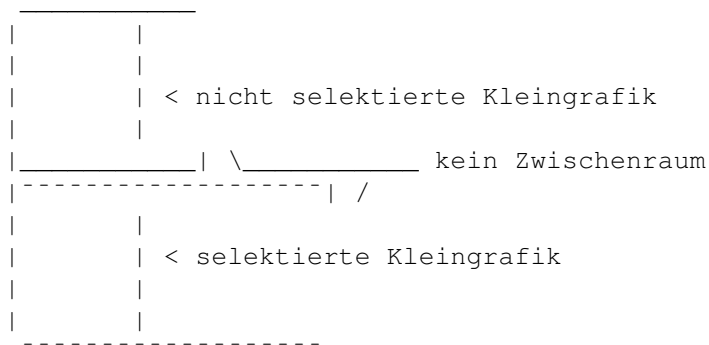 < nicht selektierte Kleingrafik
kein Zwischenraum
< selektierte Kleingrafik